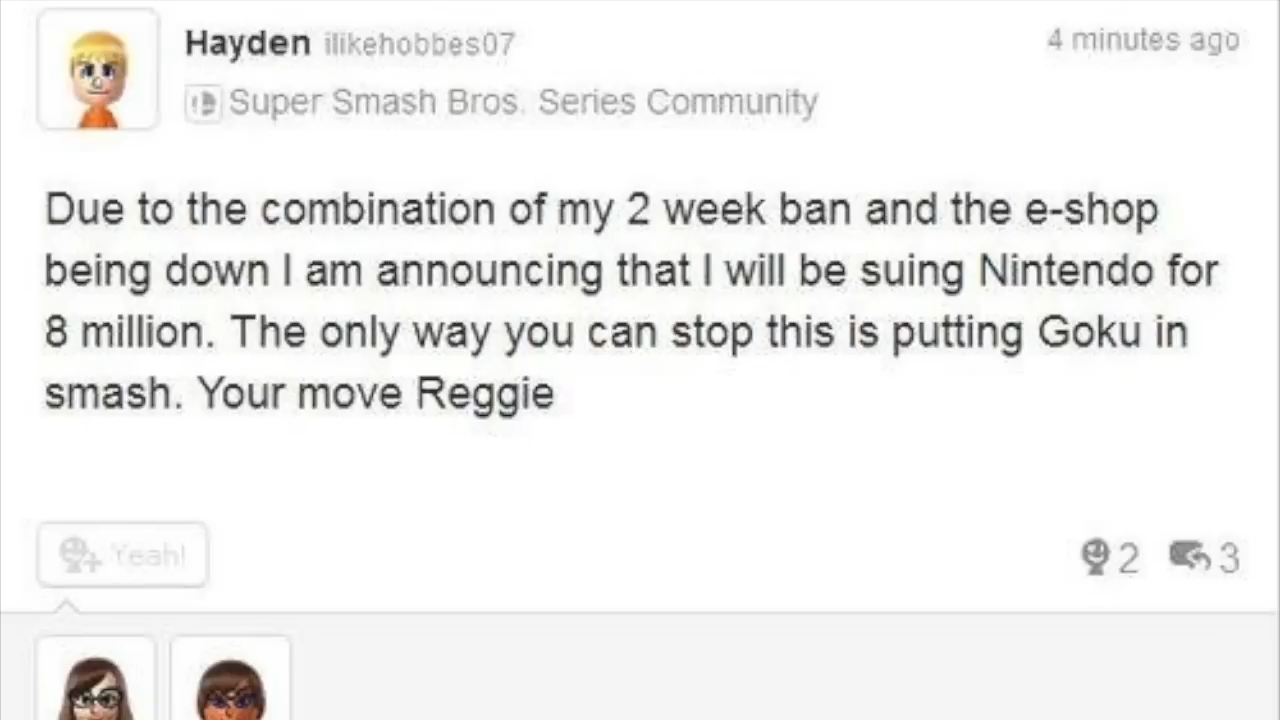 Hayden ilikehobbes07
4 minutes ago
Super Smash Bros. Series Community
Due to the combination of my 2 week ban and the e-shop
being down I am announcing that I will be suing Nintendo for
8 million. The only way you can stop this is putting Goku in
smash. Your move Reggie
Yeah!
2
3